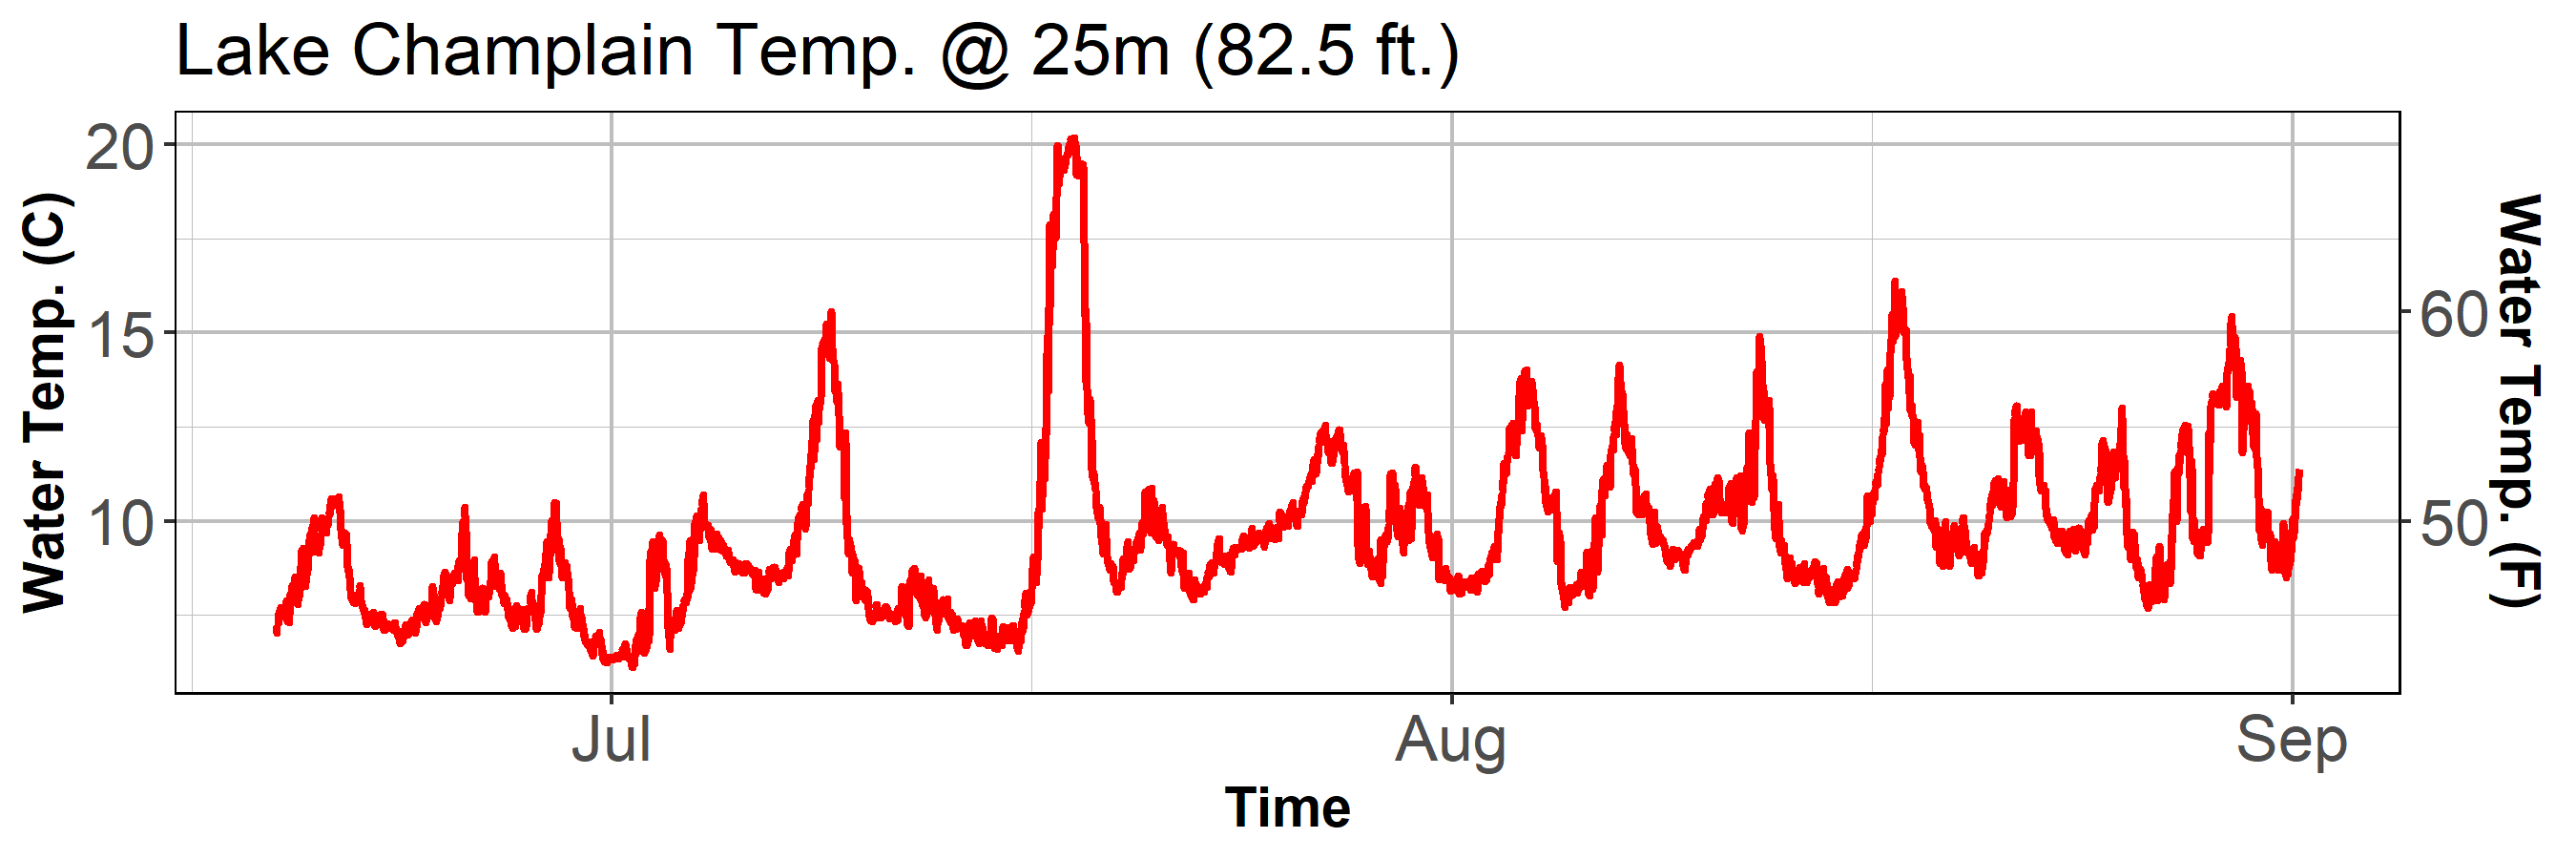 Lake Champlain Temp. @ 25m (82.5 ft.)
Water Temp. (C)
20
15
10
60
50
Water Temp. (F)
Jul
Aug
Sep
Time